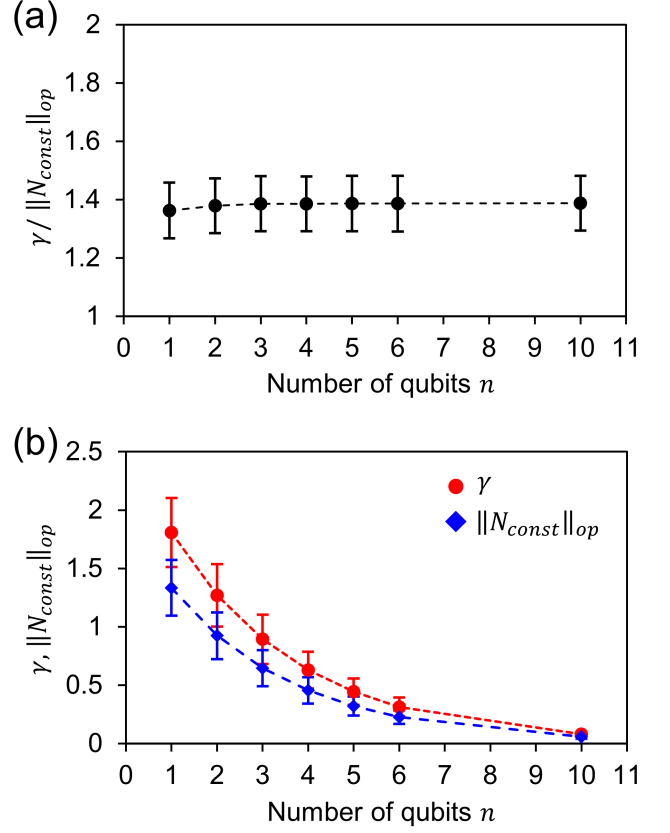 (a)
γ / ‖N_const‖_op
2
1.8
1.6
1.4
1.2
1
0 1 2 3 4 5 6 7 8 9 10 11
Number of qubits n
(b)
γ, ‖N_const‖_op
2.5
2
1.5
1
0.5
0
γ
‖N_const‖_op
0 1 2 3 4 5 6 7 8 9 10 11
Number of qubits n